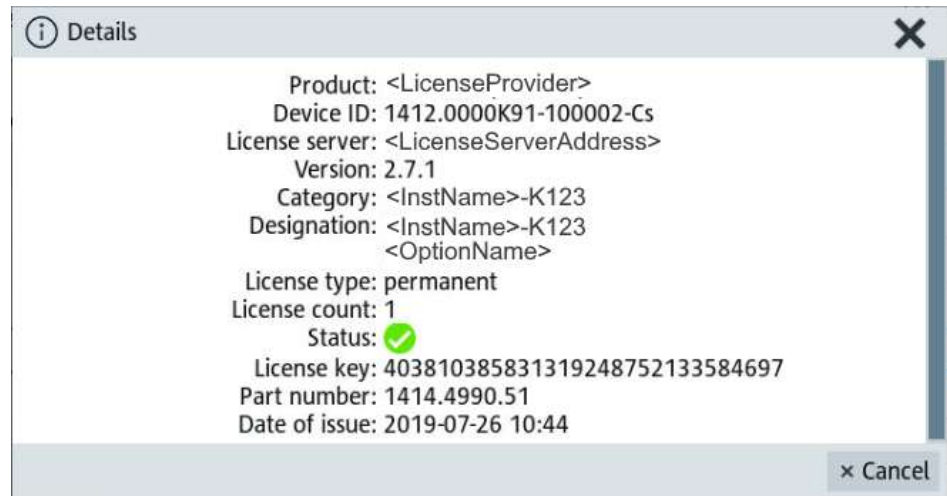 Details
Product: <LicenseProvider>
Device ID: 1412.0000K91-100002-Cs
License server: <LicenseServerAddress>
Version: 2.7.1
Category: <InstName>-K123
Designation: <InstName>-K123
<OptionName>
License type: permanent
License count: 1
Status:
License key: 403810385831319248752133584697
Part number: 1414.4990.51
Date of issue: 2019-07-26 10:44
× Cancel